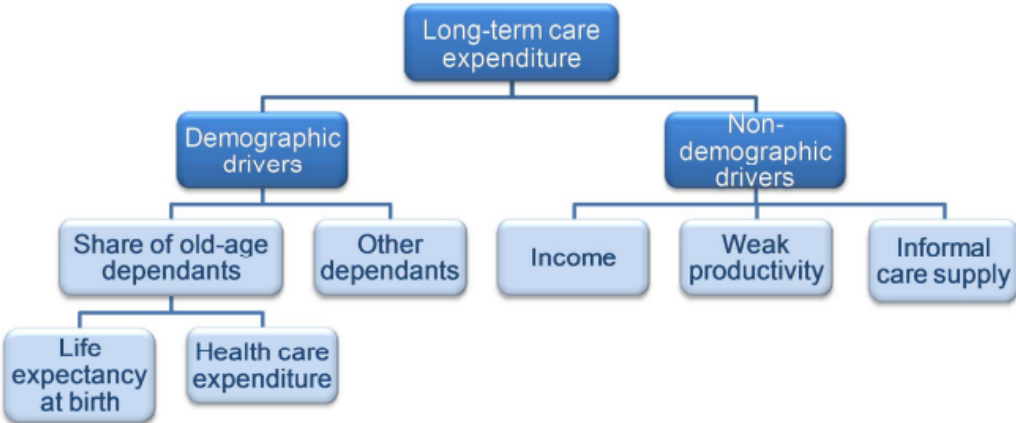 Long-term care
expenditure
Demographic
drivers
Non-
demographic
drivers
Share of old-age
dependants
Other
dependants
Income
Weak
productivity
Informal
care supply
Life
expectancy
at birth
Health care
expenditure